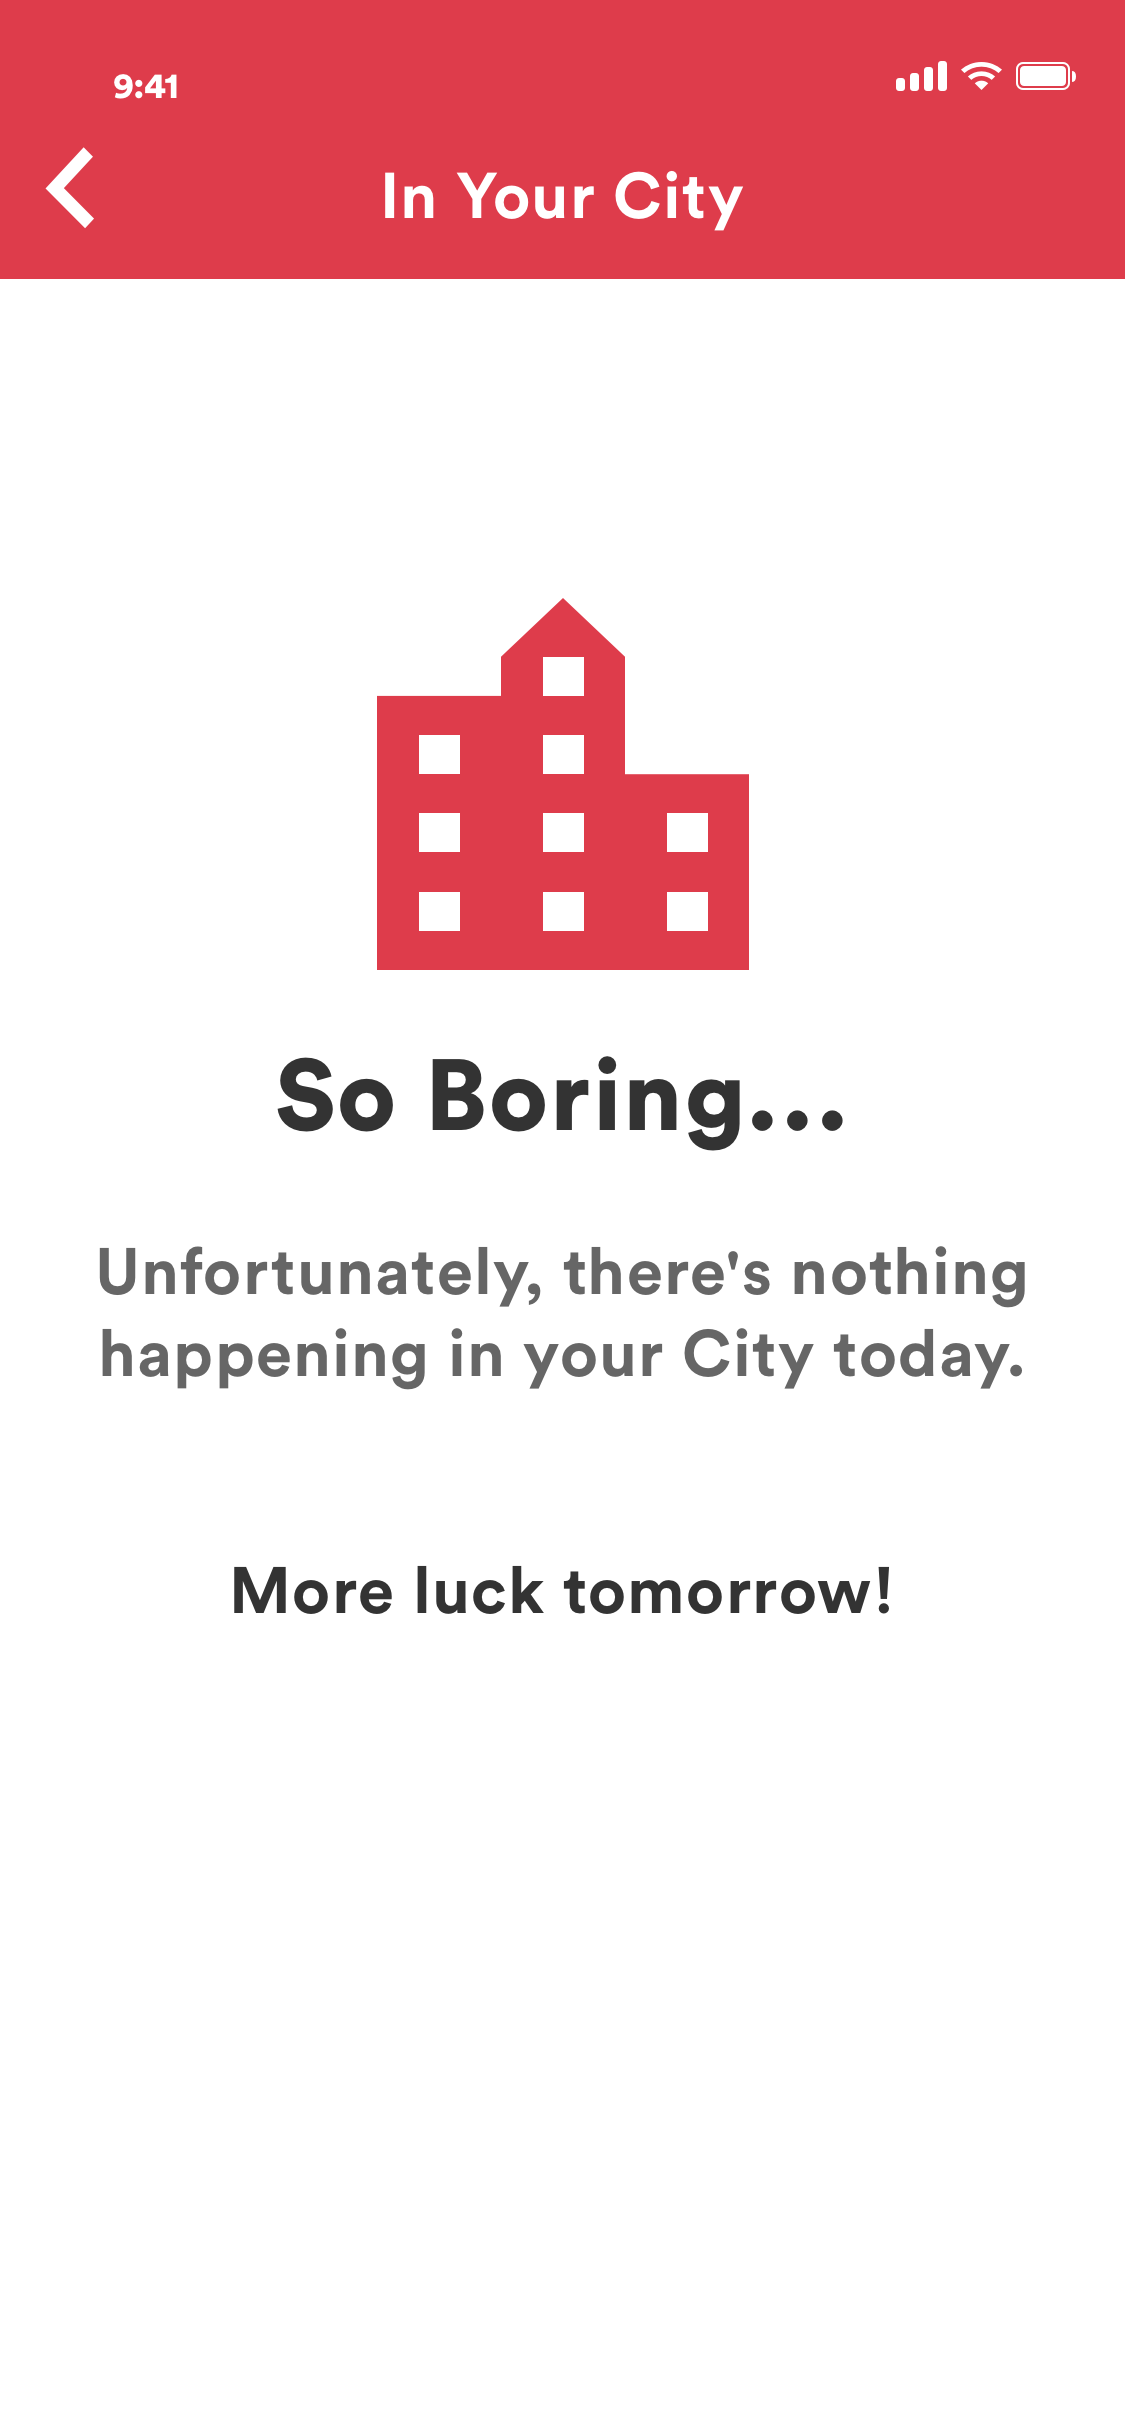 9:41
In Your City
So Boring...
Unfortunately, there's nothing
happening in your City today.
More luck tomorrow!